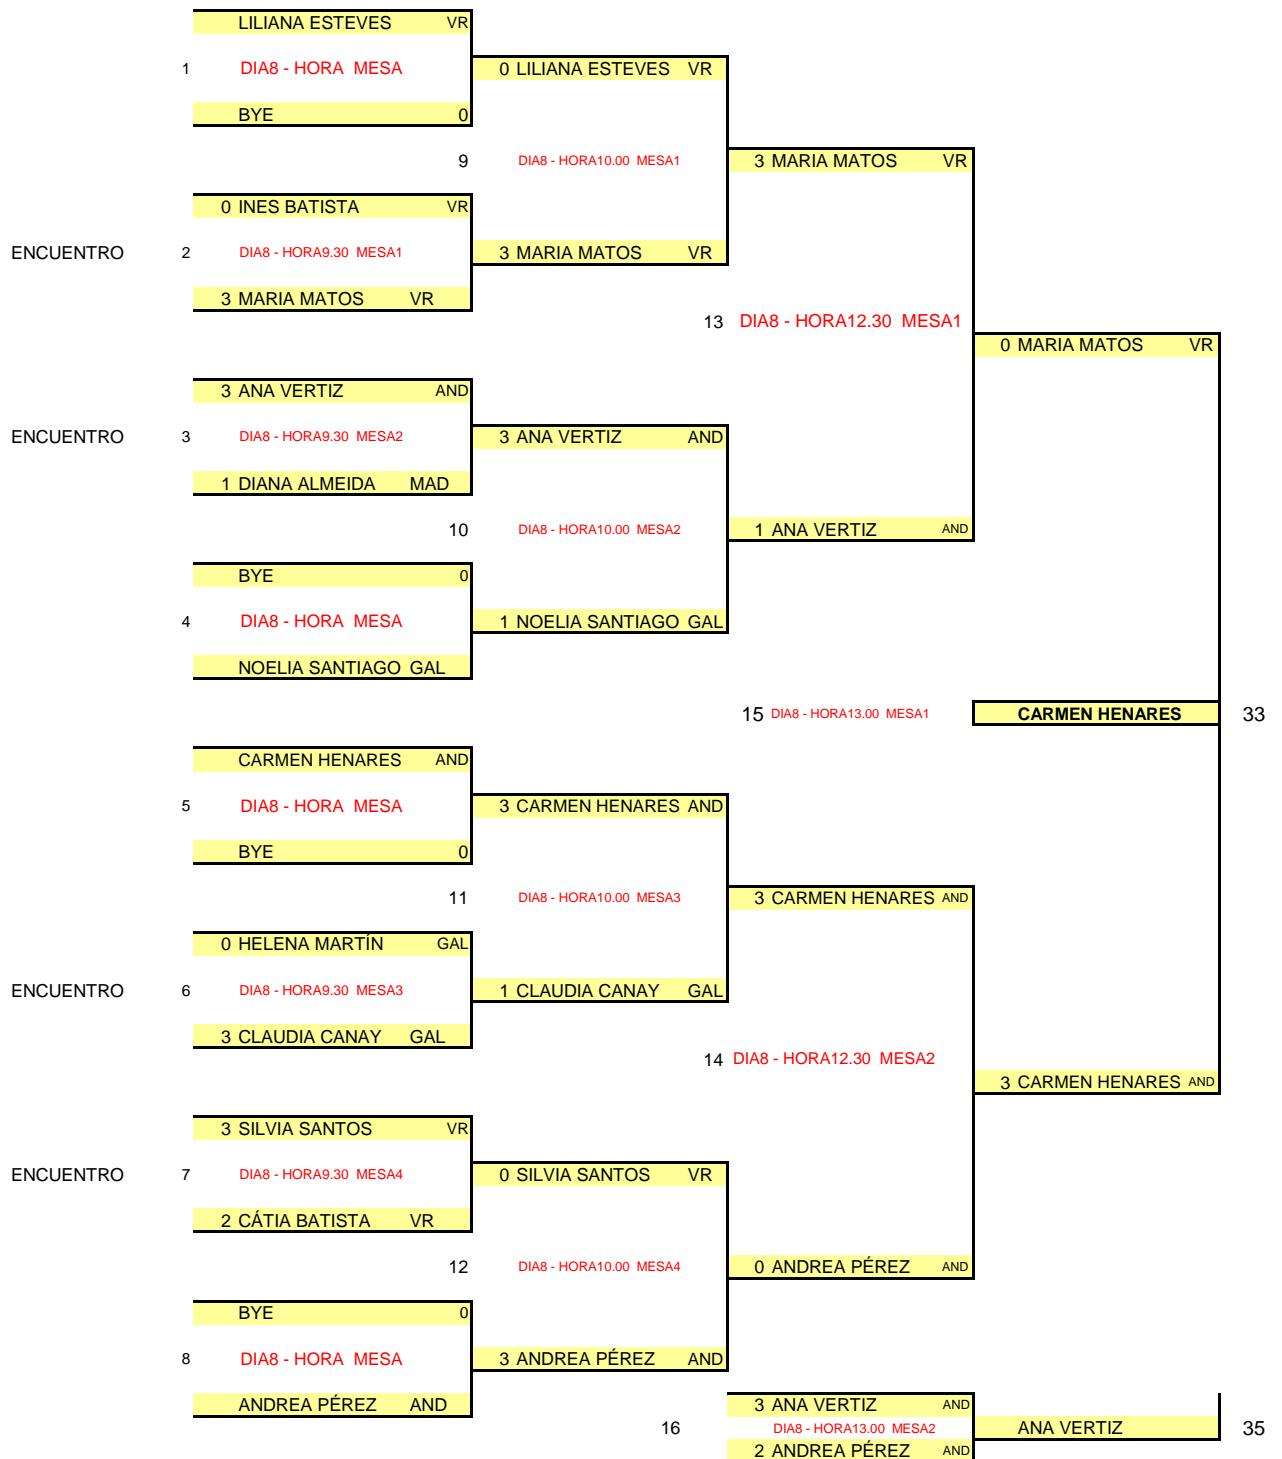 LILIANA ESTEVES VR
1 DIA8 - HORA MESA 0 LILIANA ESTEVES VR
BYE 0
9 DIA8 - HORA10.00 MESA1 3 MARIA MATOS VR
0 INES BATISTA VR
ENCUENTRO 2 DIA8 - HORA9.30 MESA1 3 MARIA MATOS VR
3 MARIA MATOS VR
13 DIA8 - HORA12.30 MESA1
0 MARIA MATOS VR
3 ANA VERTIZ AND
ENCUENTRO 3 DIA8 - HORA9.30 MESA2 3 ANA VERTIZ AND
1 DIANA ALMEIDA MAD
10 DIA8 - HORA10.00 MESA2 1 ANA VERTIZ AND
BYE 0
4 DIA8 - HORA MESA 1 NOELIA SANTIAGO GAL
NOELIA SANTIAGO GAL
15 DIA8 - HORA13.00 MESA1 CARMEN HENARES 33
CARMEN HENARES AND
5 DIA8 - HORA MESA 3 CARMEN HENARES AND
BYE 0
11 DIA8 - HORA10.00 MESA3 3 CARMEN HENARES AND
0 HELENA MARTÍN GAL
ENCUENTRO 6 DIA8 - HORA9.30 MESA3 1 CLAUDIA CANAY GAL
3 CLAUDIA CANAY GAL
14 DIA8 - HORA12.30 MESA2
3 CARMEN HENARES AND
3 SILVIA SANTOS VR
ENCUENTRO 7 DIA8 - HORA9.30 MESA4 0 SILVIA SANTOS VR
2 CÁTIA BATISTA VR
12 DIA8 - HORA10.00 MESA4 0 ANDREA PÉREZ AND
BYE 0
8 DIA8 - HORA MESA 3 ANDREA PÉREZ AND
ANDREA PÉREZ AND 3 ANA VERTIZ AND
16 DIA8 - HORA13.00 MESA2 ANA VERTIZ 35
2 ANDREA PÉREZ AND